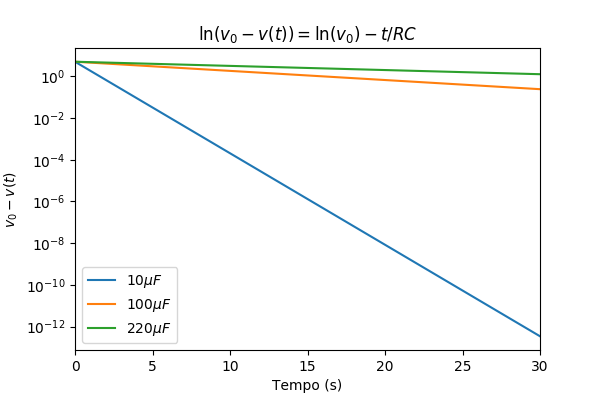 ln(v₀ − v(t)) = ln(v₀) − t/RC
v₀ − v(t)
10⁰
10⁻²
10⁻⁴
10⁻⁶
10⁻⁸
10⁻¹⁰
10⁻¹²
10μF
100μF
220μF
0 5 10 15 20 25 30
Tempo (s)